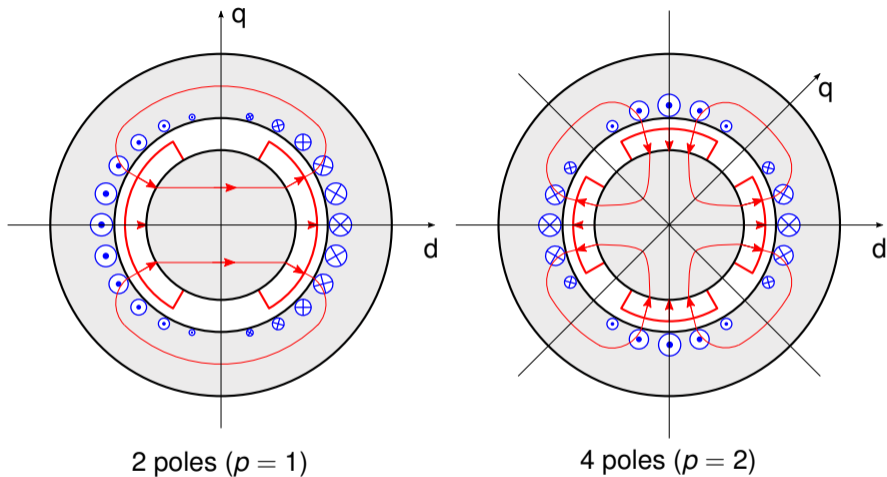 q
d
2 poles (p = 1)
q
d
4 poles (p = 2)